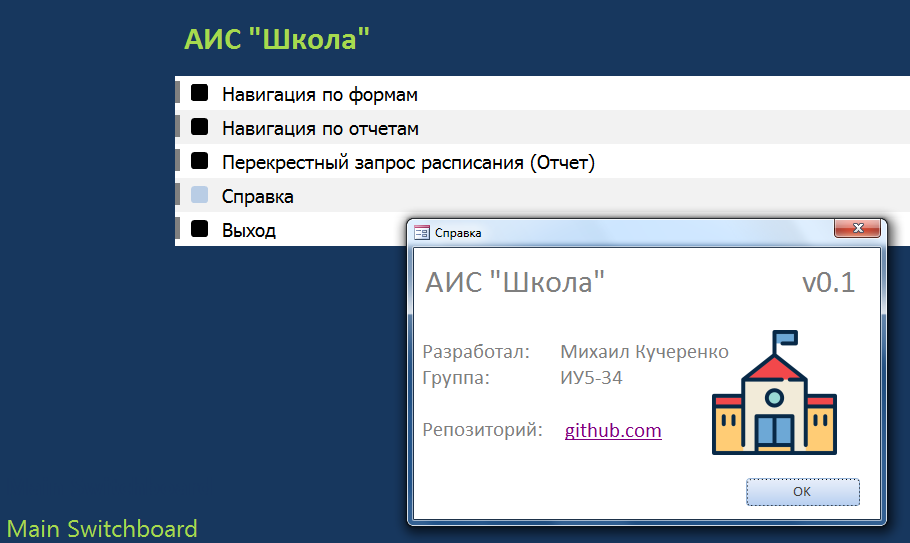 АИС "Школа"
Навигация по формам
Навигация по отчетам
Перекрестный запрос расписания (Отчет)
Справка
Выход
Справка
АИС "Школа" v0.1
Разработал: Михаил Кучеренко
Группа: ИУ5-34
Репозиторий: github.com
OK
Main Switchboard